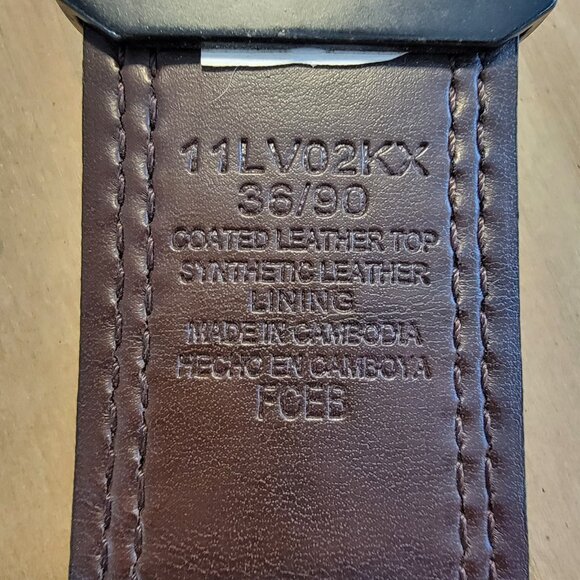 11LV02KX
36/90
COATED LEATHER TOP
SYNTHETIC LEATHER
LINING
MADE IN CAMBODIA
HECHO EN CAMBOYA
FCEB